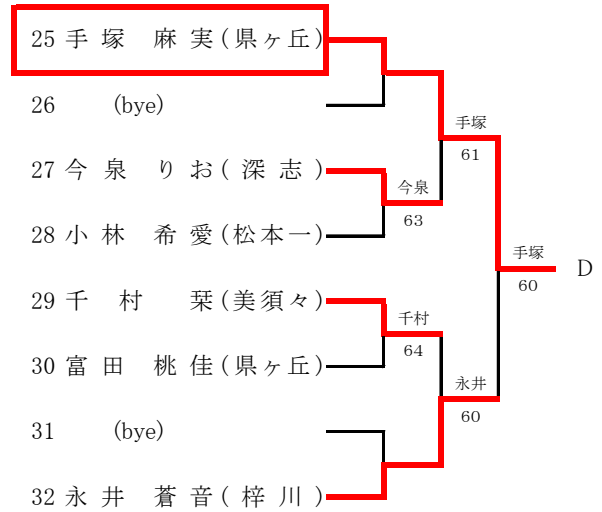 25 手塚 麻実(県ヶ丘)
手塚
26 (bye)
61
27 今泉 りお(深志)
今泉
63
28 小林 希愛(松本一)
手塚
D
60
29 千村 栞(美須々)
千村
64
30 富田 桃佳(県ヶ丘)
永井
60
31 (bye)
32 永井 蒼音(梓川)